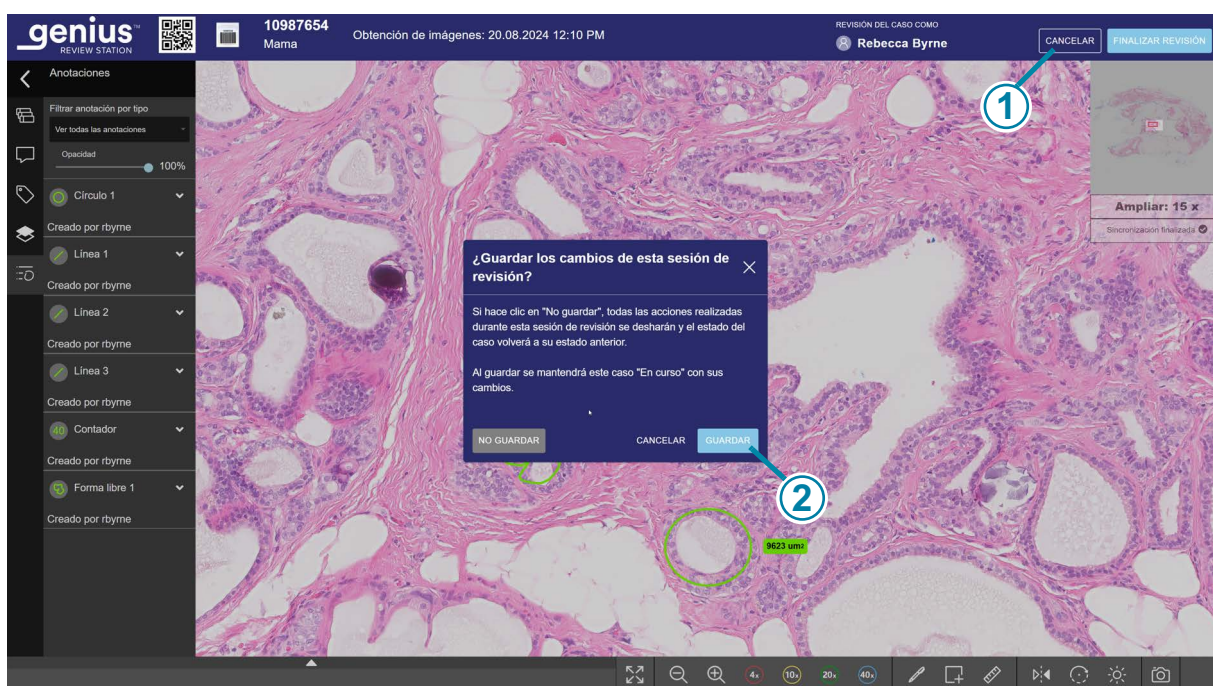 genius™
REVIEW STATION
10987654
Mama
Obtención de imágenes: 20.08.2024 12:10 PM
REVISIÓN DEL CASO COMO
Rebecca Byrne
CANCELAR
FINALIZAR REVISIÓN
1
Anotaciones
Filtrar anotación por tipo
Ver todas las anotaciones
Opacidad
100%
Círculo 1
Creado por rbyrne
Línea 1
Creado por rbyrne
Línea 2
Creado por rbyrne
Línea 3
Creado por rbyrne
40 Contador
Creado por rbyrne
Forma libre 1
Creado por rbyrne
Ampliar: 15 x
Sincronización finalizada
¿Guardar los cambios de esta sesión de
revisión?
Si hace clic en "No guardar", todas las acciones realizadas
durante esta sesión de revisión se desharán y el estado del
caso volverá a su estado anterior.
Al guardar se mantendrá este caso "En curso" con sus
cambios.
NO GUARDAR
CANCELAR
GUARDAR
2
9623 um²
4x
10x
20x
40x